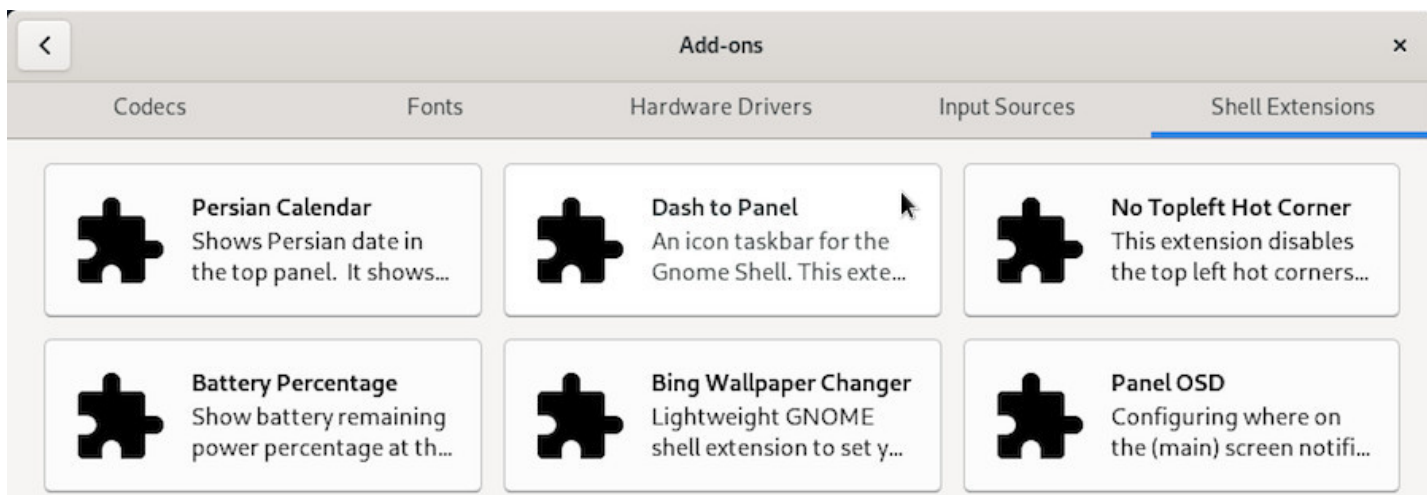 Add-ons
Codecs Fonts Hardware Drivers Input Sources Shell Extensions
Persian Calendar
Shows Persian date in
the top panel. It shows...
Dash to Panel
An icon taskbar for the
Gnome Shell. This exte...
No Topleft Hot Corner
This extension disables
the top left hot corners...
Battery Percentage
Show battery remaining
power percentage at th...
Bing Wallpaper Changer
Lightweight GNOME
shell extension to set y...
Panel OSD
Configuring where on
the (main) screen notifi...